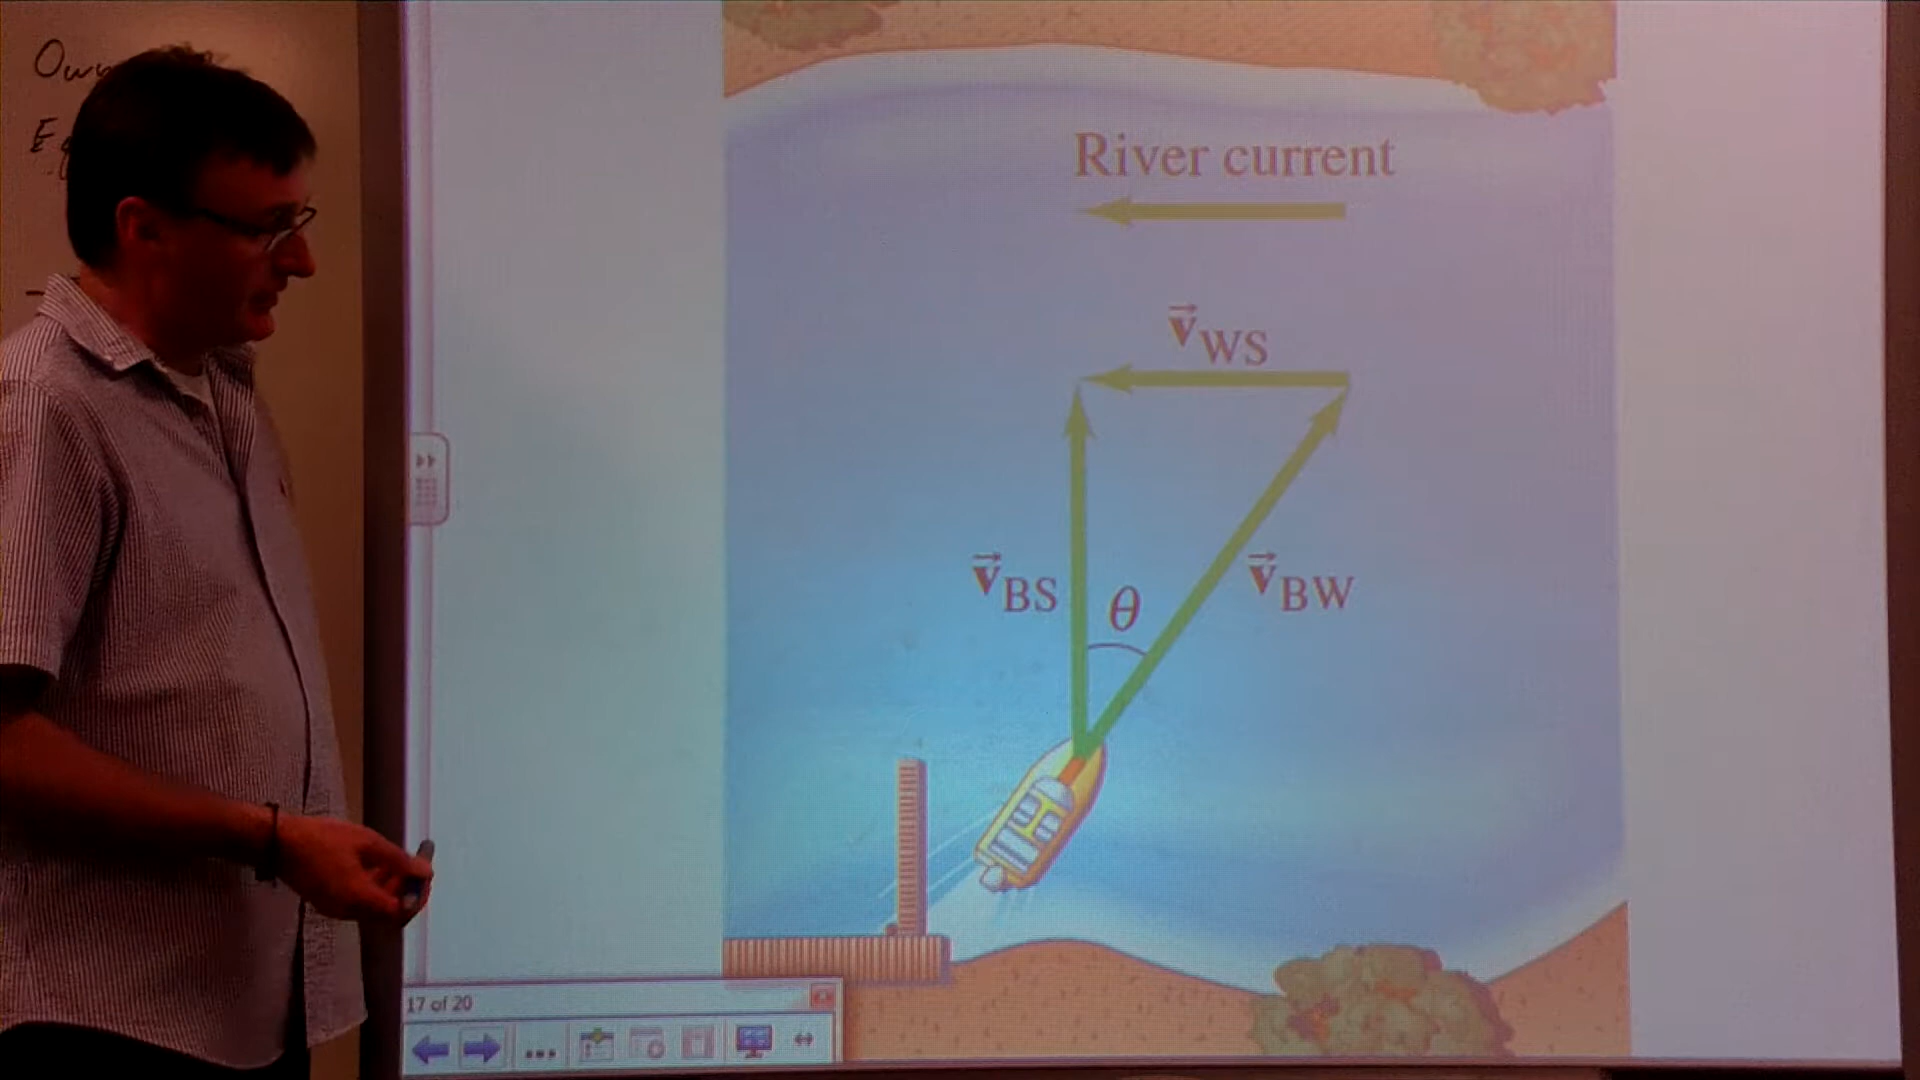 River current
v⃗WS
v⃗BS
θ
v⃗BW
17 of 20